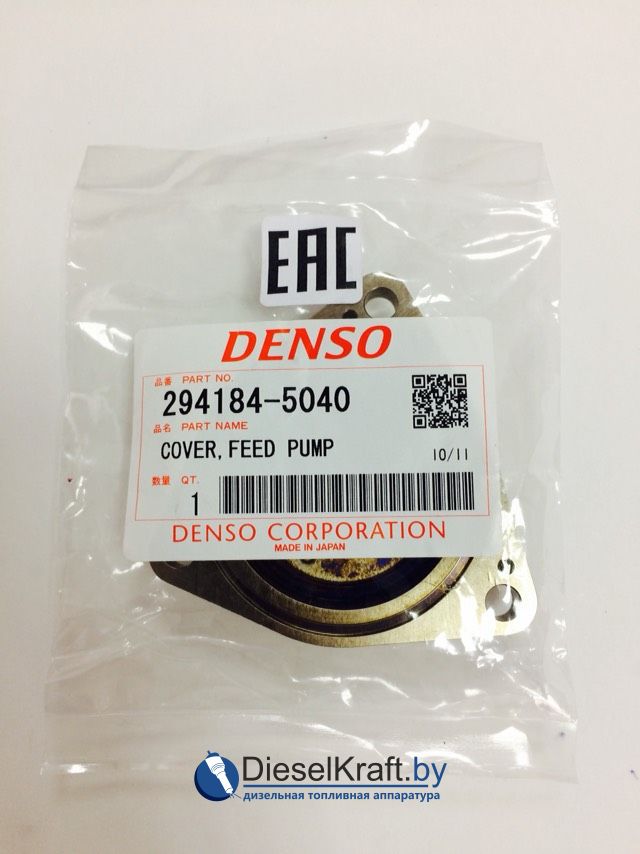 EAC
DENSO
品番 PART NO.
294184-5040
品名 PART NAME
COVER, FEED PUMP 10/11
数量 QT.
1
DENSO CORPORATION
MADE IN JAPAN
DieselKraft.by
дизельная топливная аппаратура